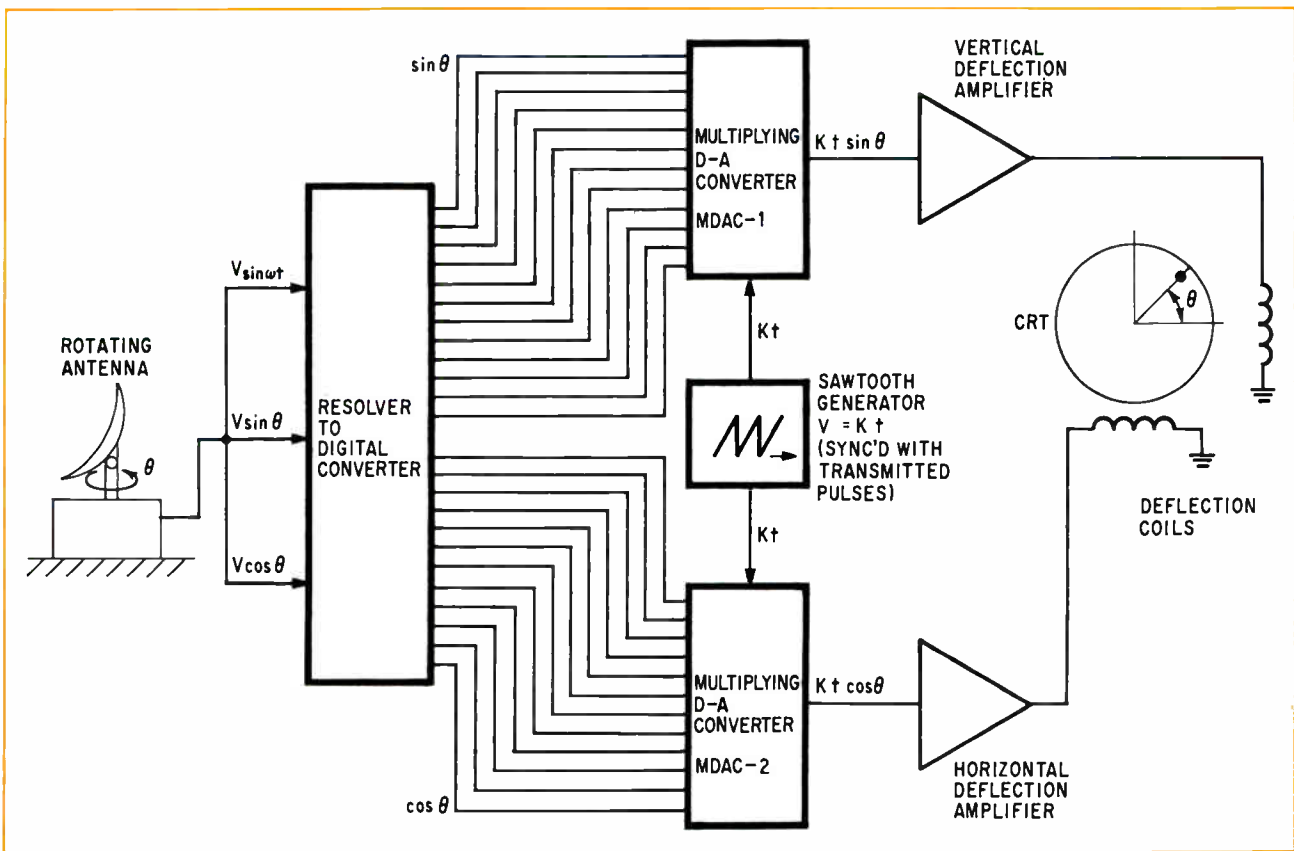 sin θ
VERTICAL
DEFLECTION
AMPLIFIER
MULTIPLYING
D-A
CONVERTER
MDAC-1
K t sin θ
V sinωt
ROTATING
ANTENNA
V sin θ
θ
V cos θ
RESOLVER
TO
DIGITAL
CONVERTER
K t
SAWTOOTH
GENERATOR
V = K t
(SYNC'D WITH
TRANSMITTED
PULSES)
K t
CRT
θ
DEFLECTION
COILS
MULTIPLYING
D-A
CONVERTER
MDAC-2
K t cos θ
cos θ
HORIZONTAL
DEFLECTION
AMPLIFIER